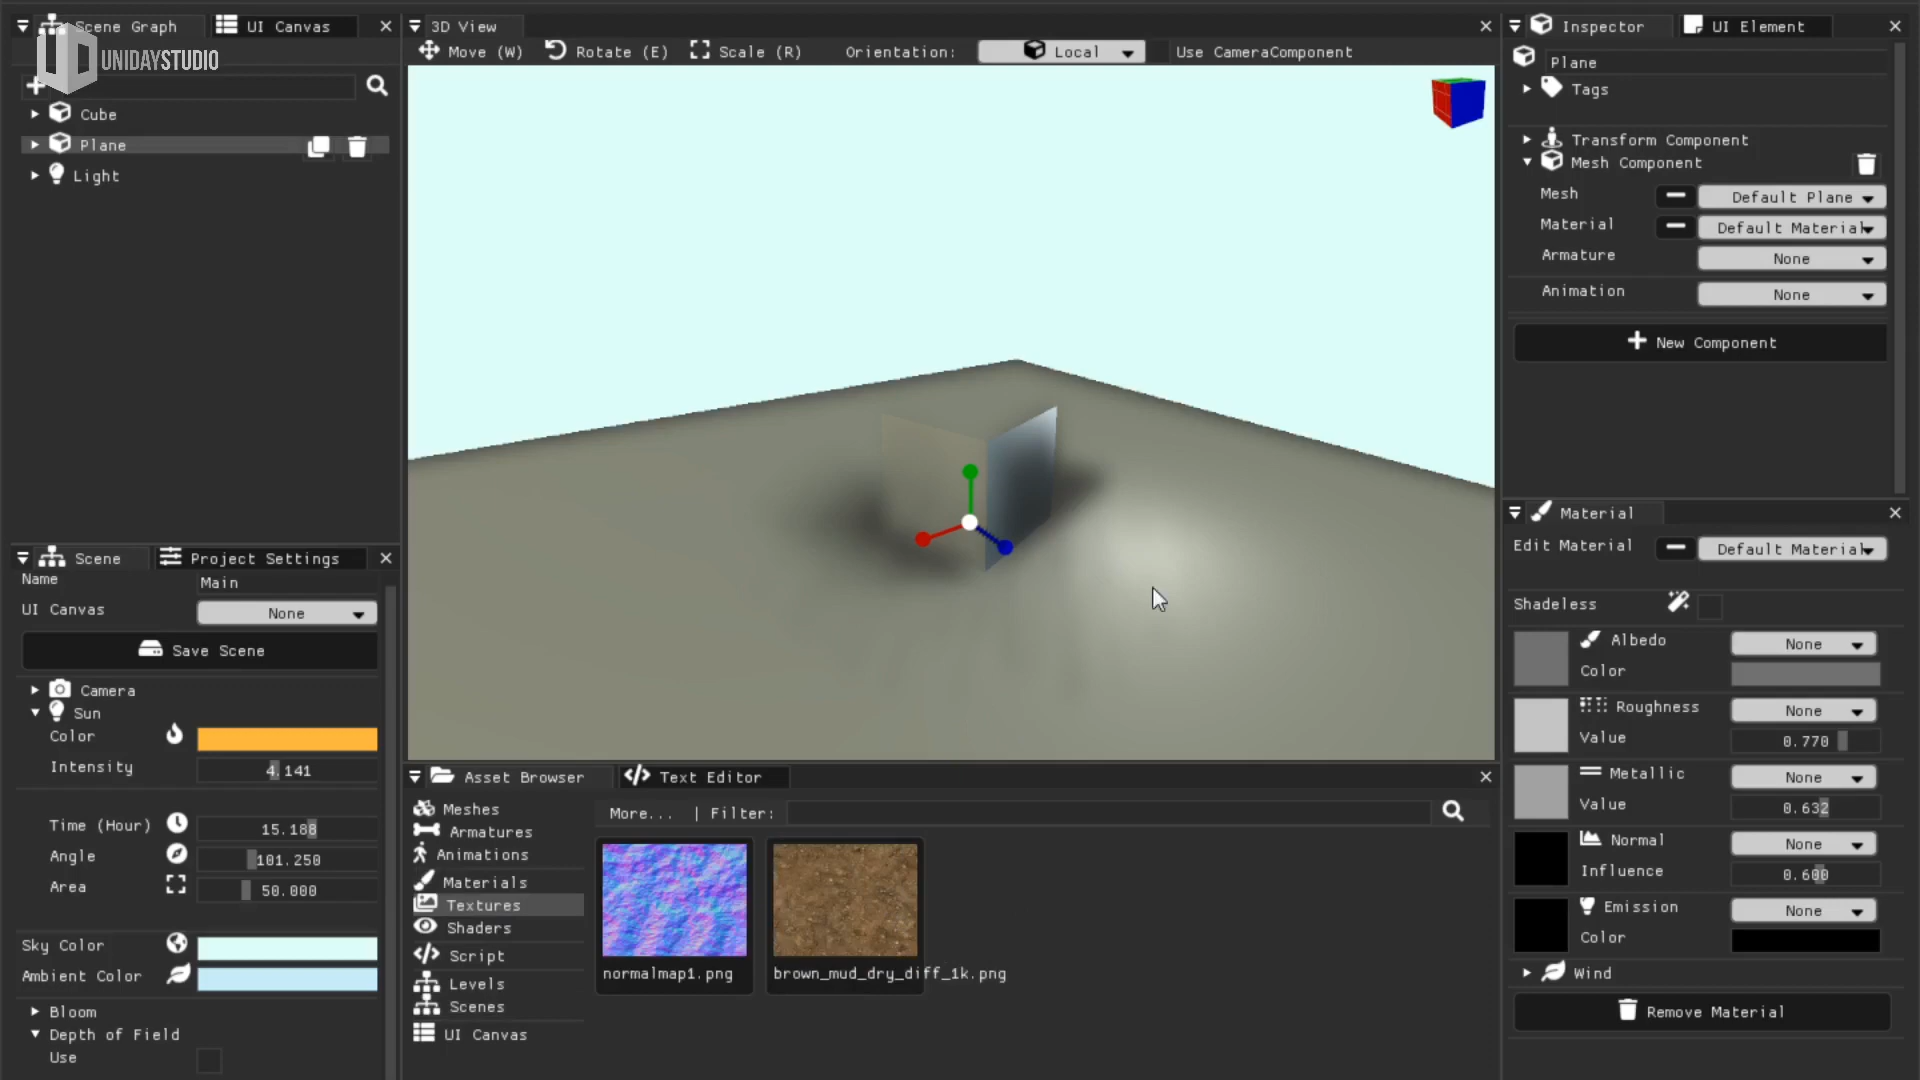 Scene Graph
UI Canvas
UNIDAYSTUDIO
Cube
Plane
Light
3D View
Move (W)
Rotate (E)
Scale (R)
Orientation:
Local
Use CameraComponent
Inspector
UI Element
Plane
Tags
Transform Component
Mesh Component
Mesh
Default Plane
Material
Default Material
Armature
None
Animation
None
New Component
Scene
Project Settings
Name
Main
UI Canvas
None
Save Scene
Camera
Sun
Color
Intensity
4.141
Time (Hour)
15.188
Angle
101.250
Area
50.000
Sky Color
Ambient Color
Bloom
Depth of Field
Use
Asset Browser
Text Editor
Meshes
Armatures
Animations
Materials
Textures
Shaders
Script
Levels
Scenes
UI Canvas
More... | Filter:
normalmap1.png
brown_mud_dry_diff_1k.png
Material
Edit Material
Default Material
Shadeless
Albedo
None
Color
Roughness
None
Value
0.770
Metallic
None
Value
0.632
Normal
None
Influence
0.600
Emission
None
Color
Wind
Remove Material